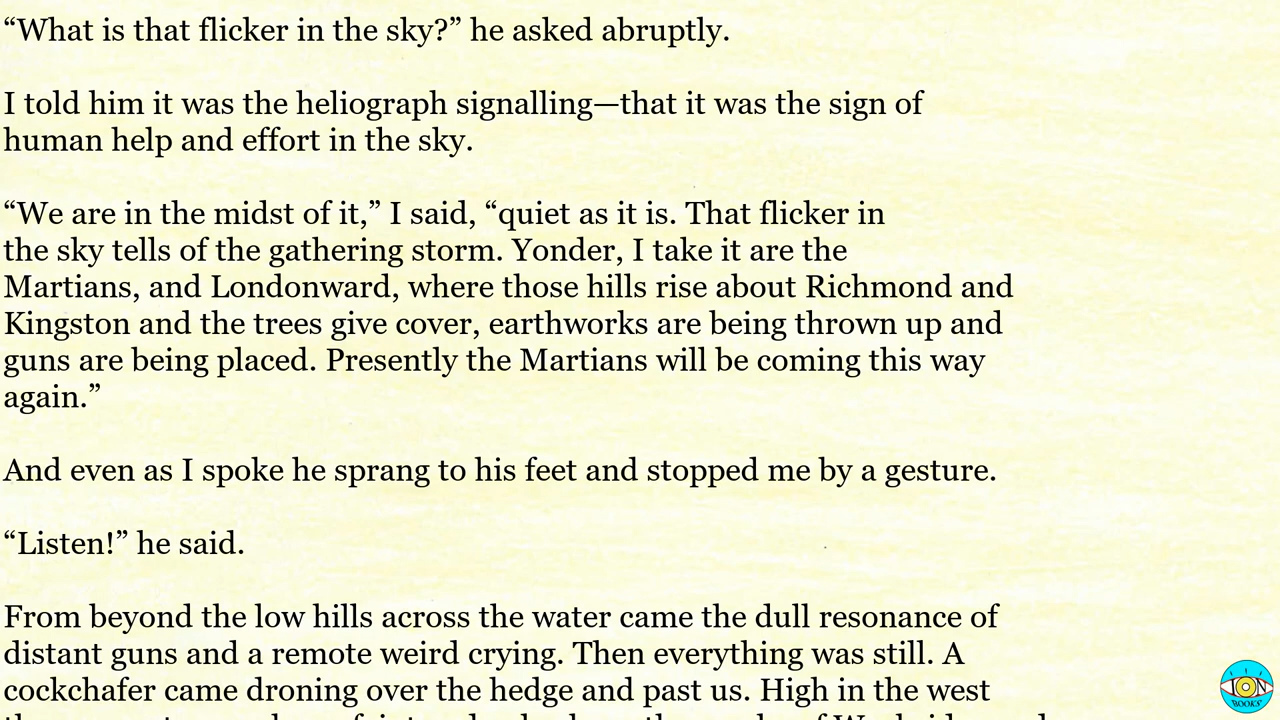 “What is that flicker in the sky?” he asked abruptly.
I told him it was the heliograph signalling—that it was the sign of
human help and effort in the sky.
“We are in the midst of it,” I said, “quiet as it is. That flicker in
the sky tells of the gathering storm. Yonder, I take it are the
Martians, and Londonward, where those hills rise about Richmond and
Kingston and the trees give cover, earthworks are being thrown up and
guns are being placed. Presently the Martians will be coming this way
again.”
And even as I spoke he sprang to his feet and stopped me by a gesture.
“Listen!” he said.
From beyond the low hills across the water came the dull resonance of
distant guns and a remote weird crying. Then everything was still. A
cockchafer came droning over the hedge and past us. High in the west
ION
BOOKS